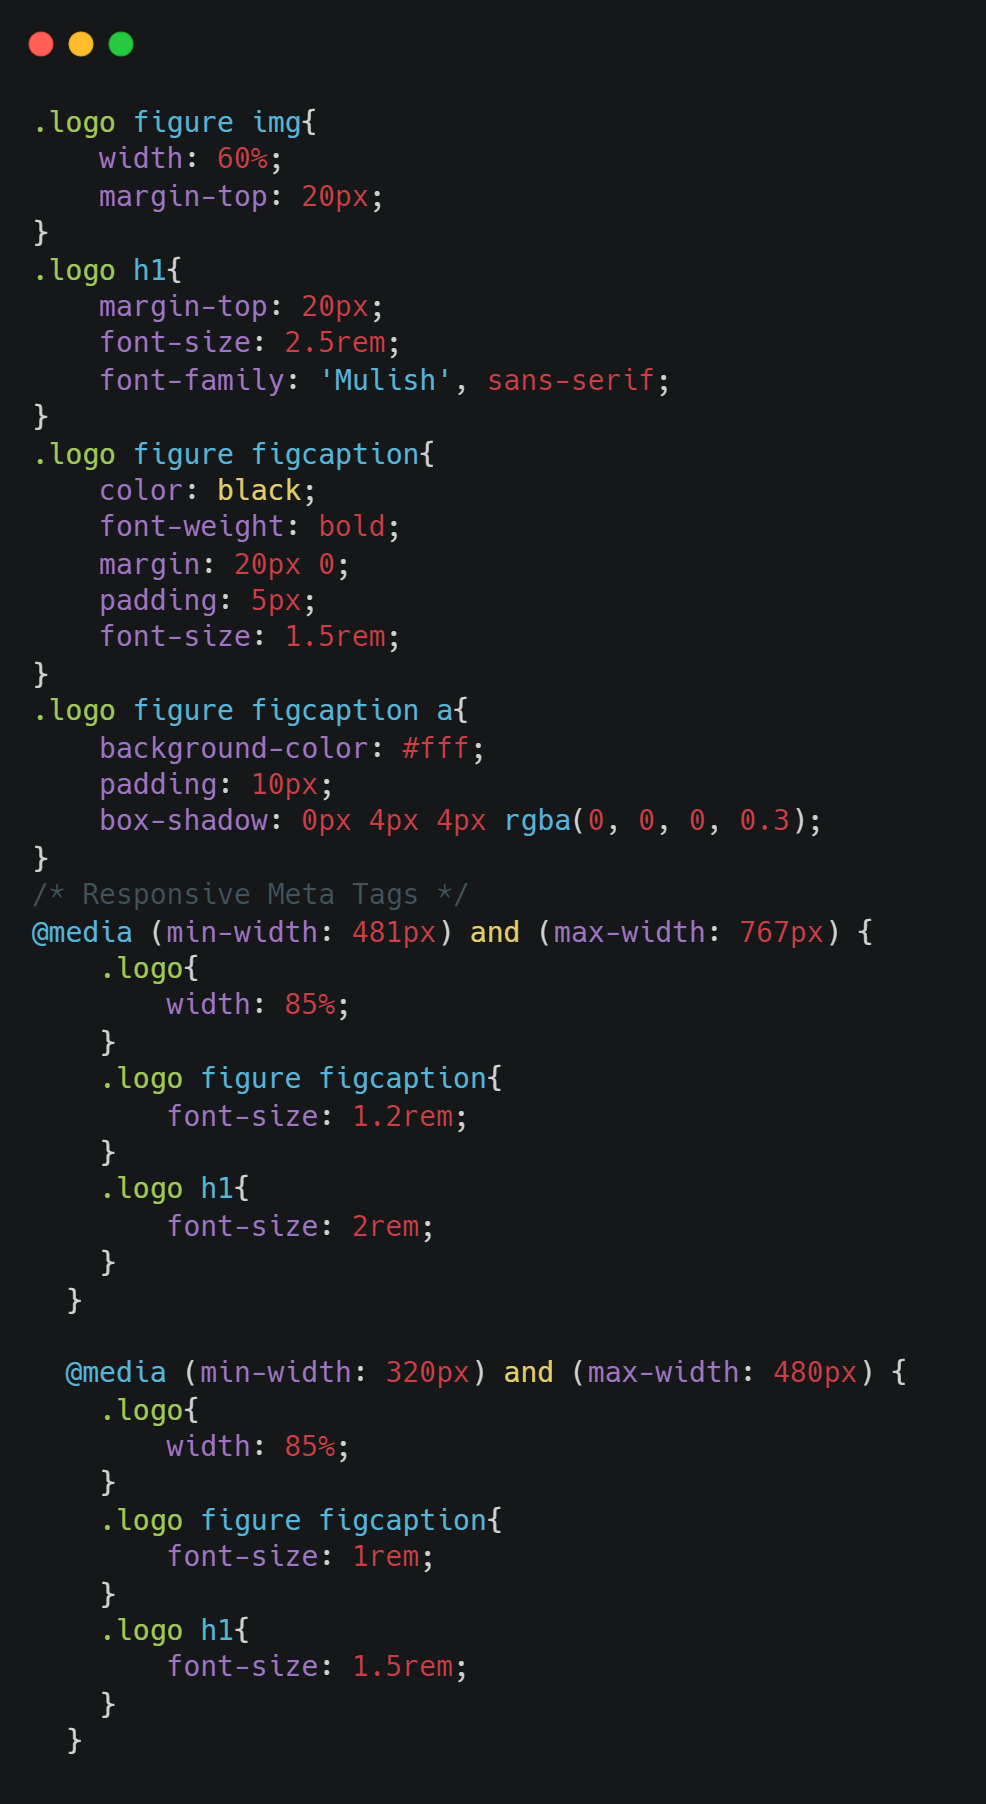 .logo figure img{
    width: 60%;
    margin-top: 20px;
}
.logo h1{
    margin-top: 20px;
    font-size: 2.5rem;
    font-family: 'Mulish', sans-serif;
}
.logo figure figcaption{
    color: black;
    font-weight: bold;
    margin: 20px 0;
    padding: 5px;
    font-size: 1.5rem;
}
.logo figure figcaption a{
    background-color: #fff;
    padding: 10px;
    box-shadow: 0px 4px 4px rgba(0, 0, 0, 0.3);
}
/* Responsive Meta Tags */
@media (min-width: 481px) and (max-width: 767px) {
    .logo{
        width: 85%;
    }
    .logo figure figcaption{
        font-size: 1.2rem;
    }
    .logo h1{
        font-size: 2rem;
    }
  }

  @media (min-width: 320px) and (max-width: 480px) {
    .logo{
        width: 85%;
    }
    .logo figure figcaption{
        font-size: 1rem;
    }
    .logo h1{
        font-size: 1.5rem;
    }
  }